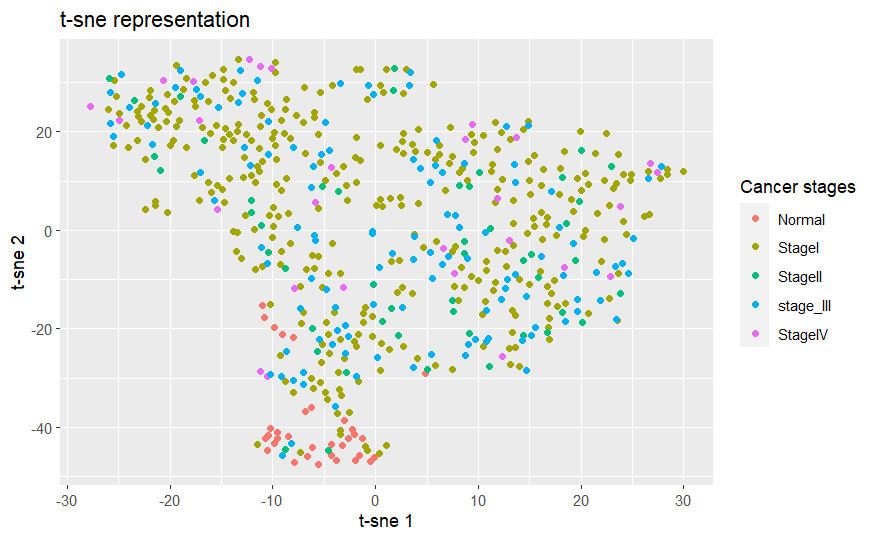 t-sne representation
t-sne 2
20
0
-20
-40
-30
-20
-10
0
10
20
30
t-sne 1
Cancer stages
Normal
StageI
StageII
stage_III
StageIV